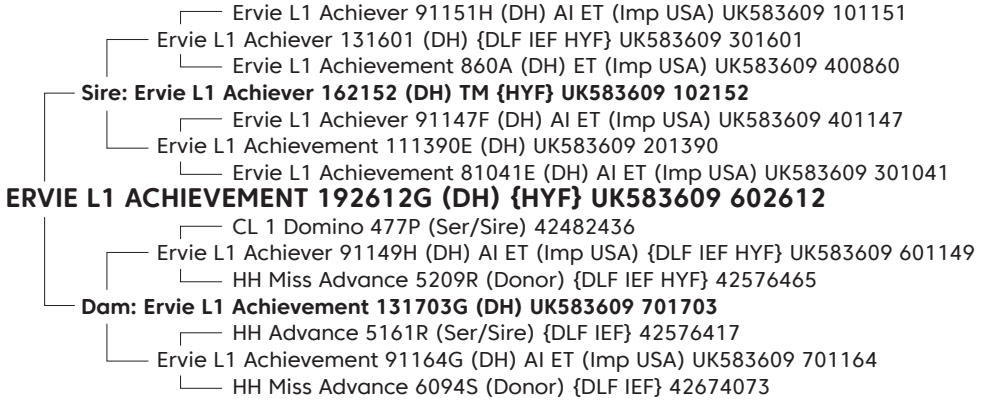 Ervie L1 Achiever 91151H (DH) AI ET (Imp USA) UK583609 101151
Ervie L1 Achiever 131601 (DH) {DLF IEF HYF} UK583609 301601
Ervie L1 Achievement 860A (DH) ET (Imp USA) UK583609 400860
Sire: Ervie L1 Achiever 162152 (DH) TM {HYF} UK583609 102152
Ervie L1 Achiever 91147F (DH) AI ET (Imp USA) UK583609 401147
Ervie L1 Achievement 111390E (DH) UK583609 201390
Ervie L1 Achievement 81041E (DH) AI ET (Imp USA) UK583609 301041
ERVIE L1 ACHIEVEMENT 192612G (DH) {HYF} UK583609 602612
CL 1 Domino 477P (Ser/Sire) 42482436
Ervie L1 Achiever 91149H (DH) AI ET (Imp USA) {DLF IEF HYF} UK583609 601149
HH Miss Advance 5209R (Donor) {DLF IEF HYF} 42576465
Dam: Ervie L1 Achievement 131703G (DH) UK583609 701703
HH Advance 5161R (Ser/Sire) {DLF IEF} 42576417
Ervie L1 Achievement 91164G (DH) AI ET (Imp USA) UK583609 701164
HH Miss Advance 6094S (Donor) {DLF IEF} 42674073